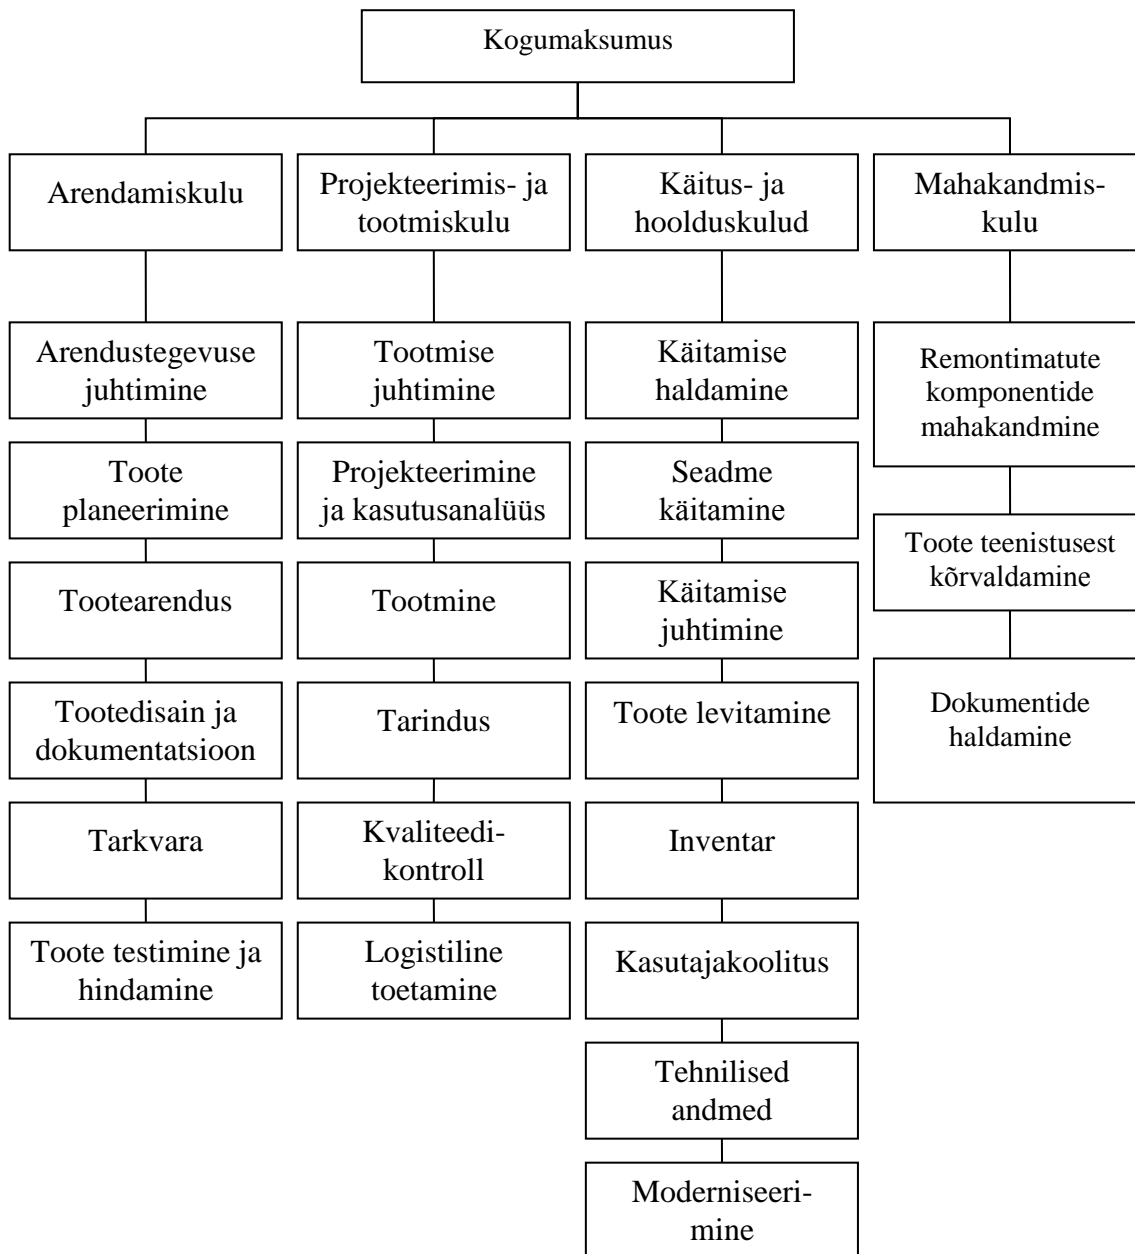 Kogumaksumus
Arendamiskulu
Projekteerimis- ja
tootmiskulu
Käitus- ja
hoolduskulud
Mahakandmis-
kulu
Arendustegevuse
juhtimine
Toote
planeerimine
Tootearendus
Tootedisain ja
dokumentatsioon
Tarkvara
Toote testimine ja
hindamine
Tootmise
juhtimine
Projekteerimine
ja kasutusanalüüs
Tootmine
Tarindus
Kvaliteedi-
kontroll
Logistiline
toetamine
Käitamise
haldamine
Seadme
käitamine
Käitamise
juhtimine
Toote levitamine
Inventar
Kasutajakoolitus
Tehnilised
andmed
Moderniseeri-
mine
Remontimatute
komponentide
mahakandmine
Toote teenistusest
kõrvaldamine
Dokumentide
haldamine